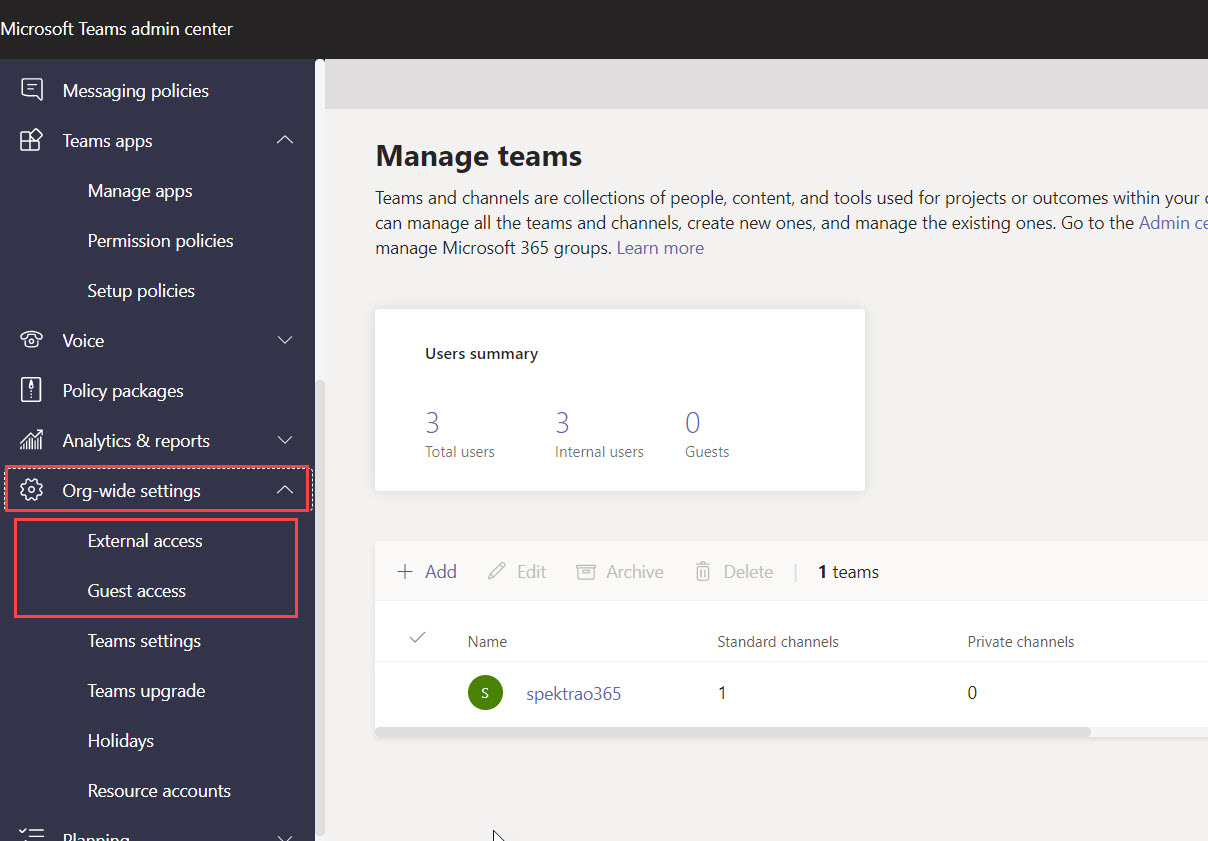 Microsoft Teams admin center
Messaging policies
Teams apps
Manage apps
Permission policies
Setup policies
Voice
Policy packages
Analytics & reports
Org-wide settings
External access
Guest access
Teams settings
Teams upgrade
Holidays
Resource accounts
Planning
Manage teams
Teams and channels are collections of people, content, and tools used for projects or outcomes within your
can manage all the teams and channels, create new ones, and manage the existing ones. Go to the Admin
manage Microsoft 365 groups. Learn more
Users summary
3 3 0
Total users Internal users Guests
+ Add Edit Archive Delete | 1 teams
Name Standard channels Private channels
S spektrao365 1 0